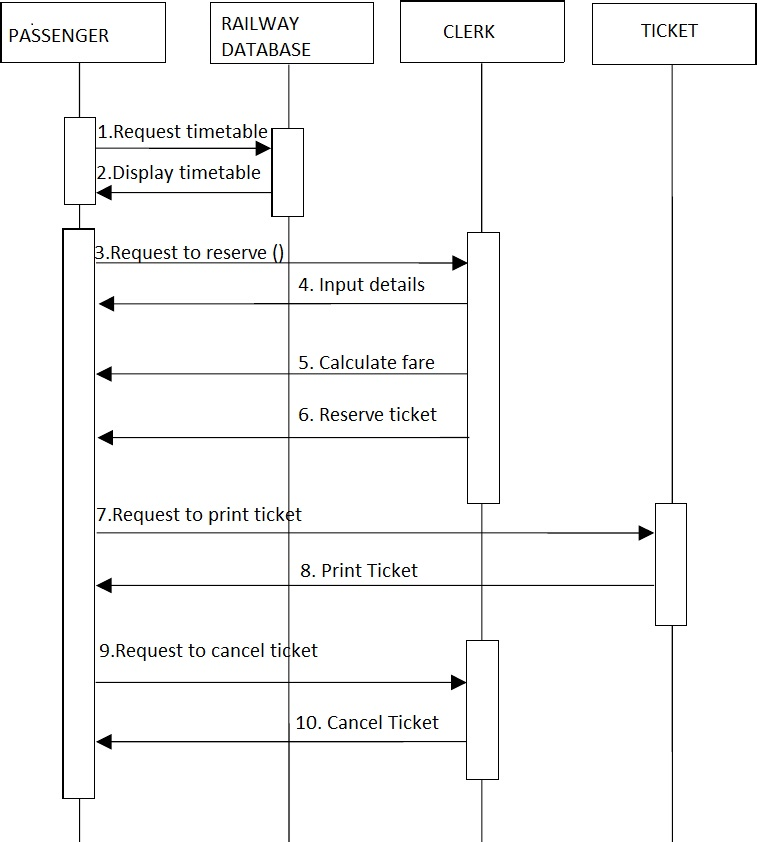 PASSENGER
RAILWAY
DATABASE
CLERK
TICKET
1.Request timetable
2.Display timetable
3.Request to reserve ()
4. Input details
5. Calculate fare
6. Reserve ticket
7.Request to print ticket
8. Print Ticket
9.Request to cancel ticket
10. Cancel Ticket